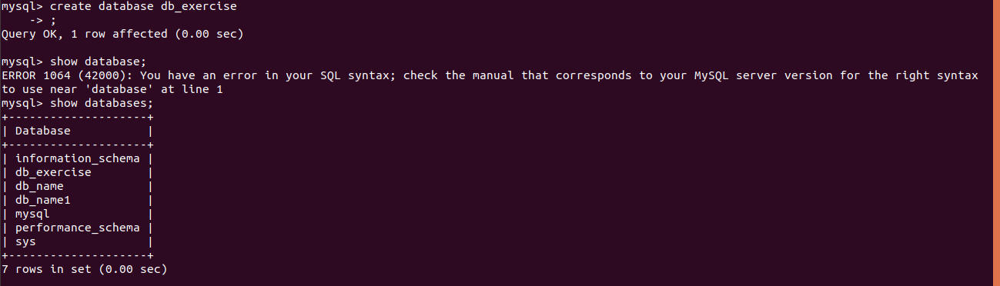 mysql> create database db_exercise
    -> ;
Query OK, 1 row affected (0.00 sec)

mysql> show database;
ERROR 1064 (42000): You have an error in your SQL syntax; check the manual that corresponds to your MySQL server version for the right syntax
to use near 'database' at line 1
mysql> show databases;
+--------------------+
| Database           |
+--------------------+
| information_schema |
| db_exercise        |
| db_name            |
| db_name1           |
| mysql              |
| performance_schema |
| sys                |
+--------------------+
7 rows in set (0.00 sec)